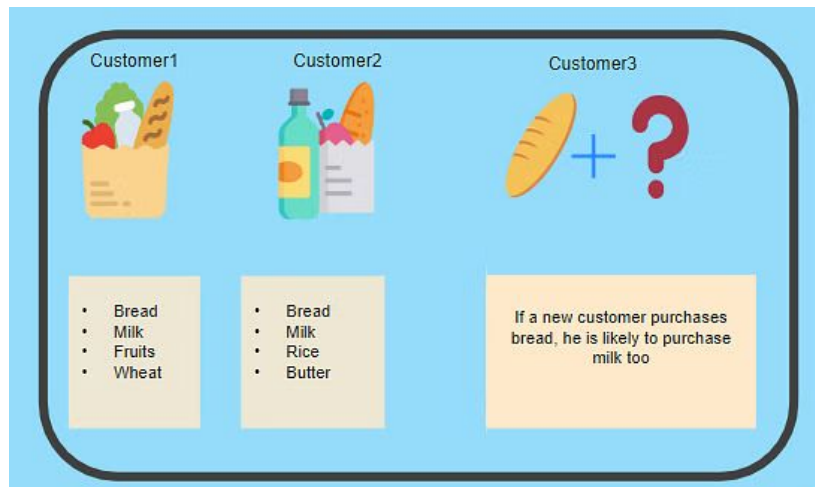 Customer1
Customer2
Customer3
• Bread
• Milk
• Fruits
• Wheat
• Bread
• Milk
• Rice
• Butter
If a new customer purchases
bread, he is likely to purchase
milk too